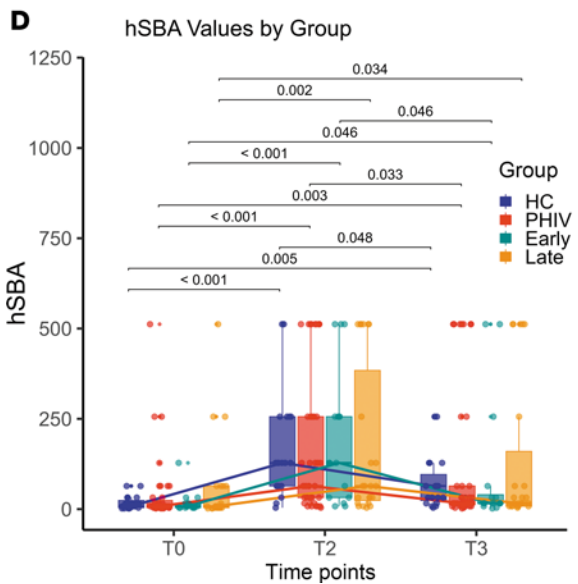 D
hSBA Values by Group
1250
1000
750
500
250
0
hSBA
0.034
0.002
0.046
0.046
< 0.001
0.033
0.003
< 0.001
0.048
0.005
< 0.001
Group
HC
PHIV
Early
Late
T0
T2
T3
Time points